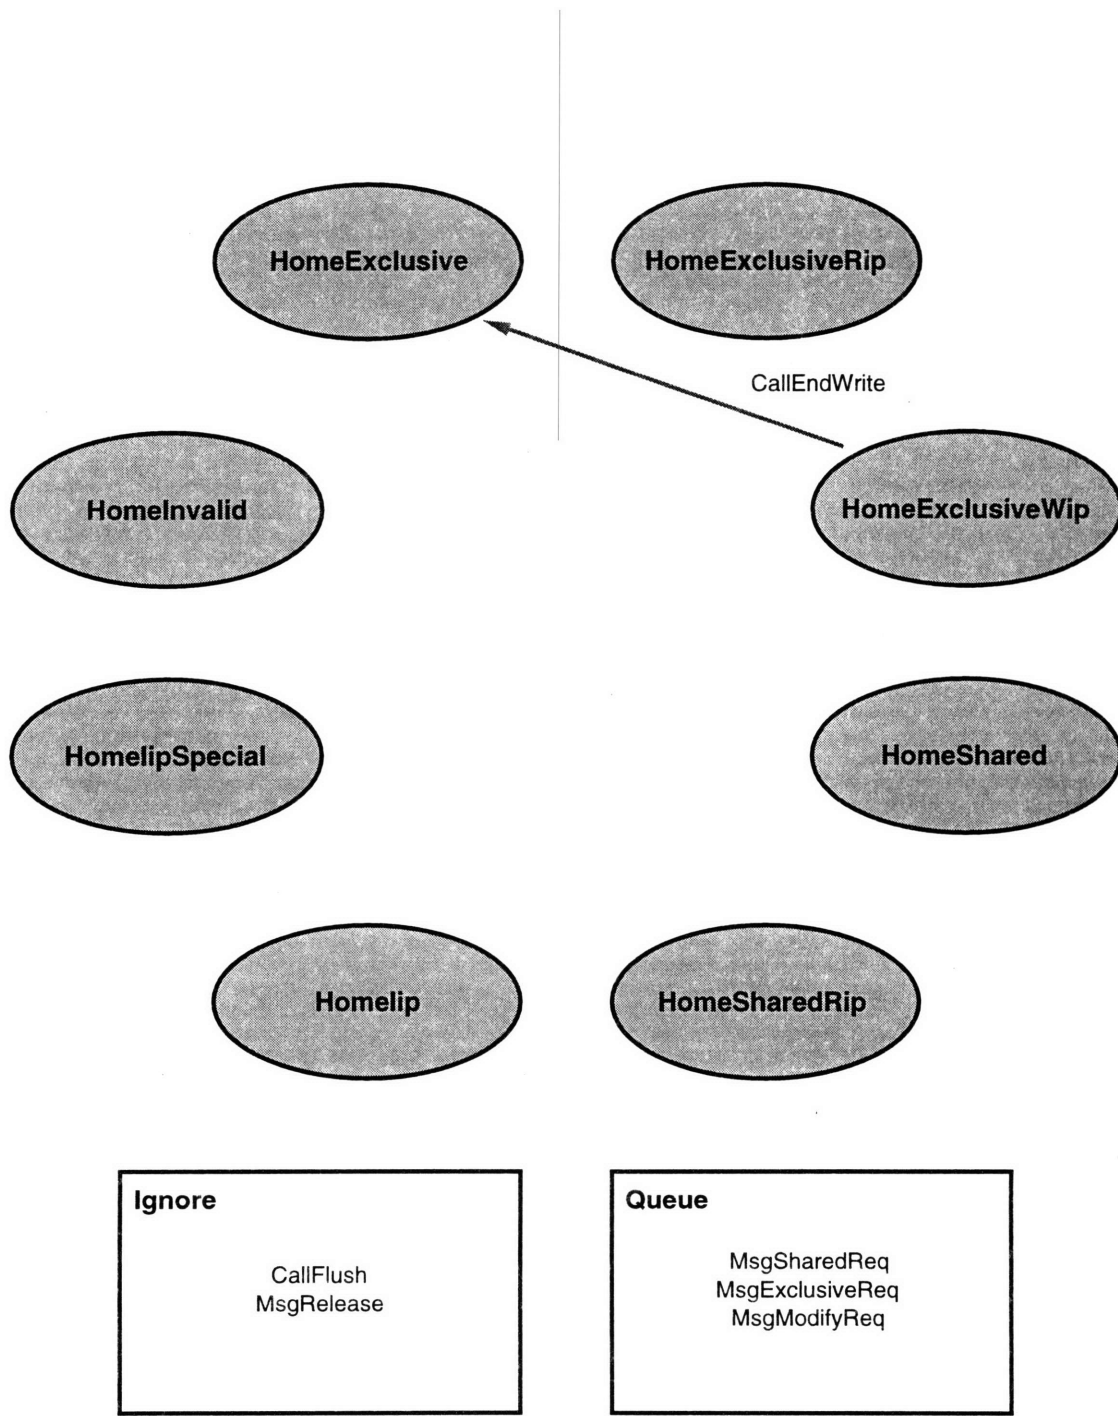 HomeExclusive
HomeExclusiveRip
CallEndWrite
HomeInvalid
HomeExclusiveWip
HomeIipSpecial
HomeShared
HomeIip
HomeSharedRip
Ignore
CallFlush
MsgRelease
Queue
MsgSharedReq
MsgExclusiveReq
MsgModifyReq